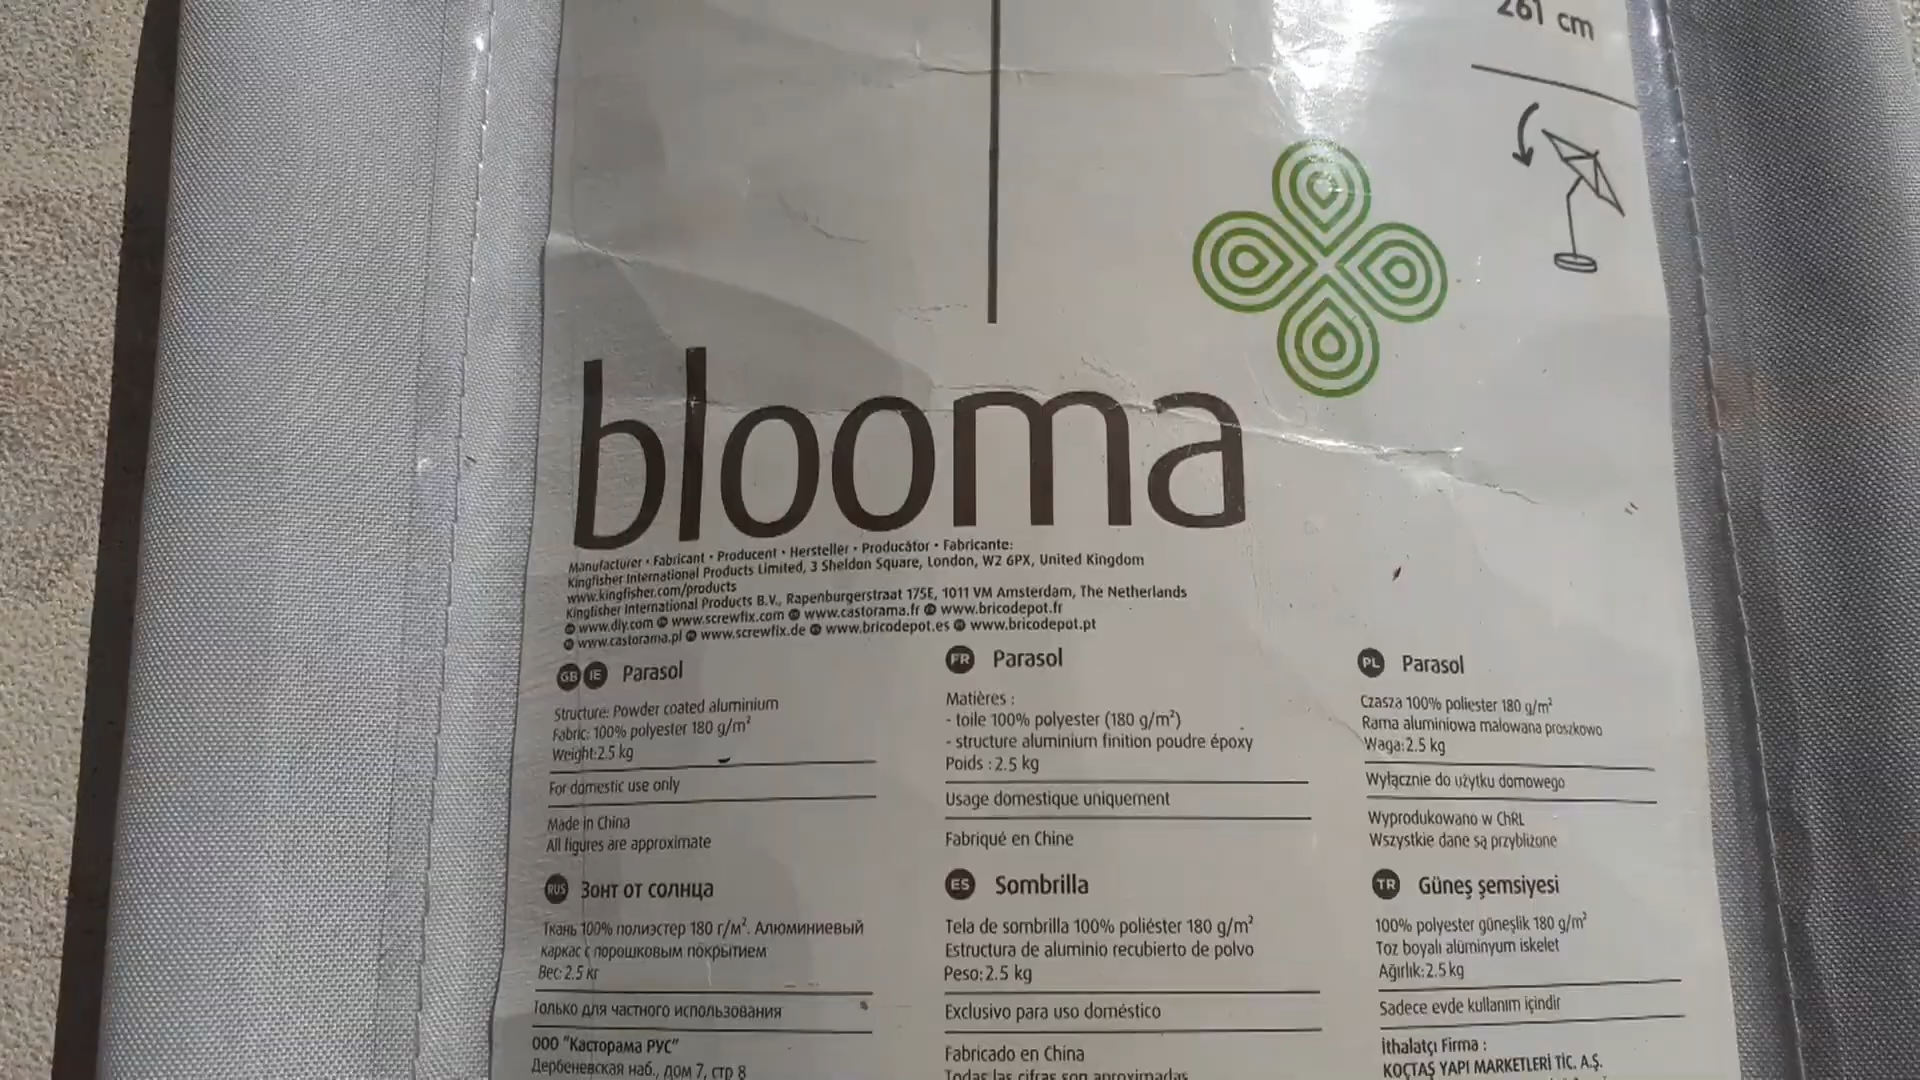 261 cm
blooma
Manufacturer • Fabricant • Producent • Hersteller • Producător • Fabricante:
Kingfisher International Products Limited, 3 Sheldon Square, London, W2 6PX, United Kingdom
www.kingfisher.com/products
Kingfisher International Products B.V., Rapenburgerstraat 175E, 1011 VM Amsterdam, The Netherlands
www.diy.com www.screwfix.com www.castorama.fr www.bricodepot.fr
www.castorama.pl www.screwfix.de www.bricodepot.es www.bricodepot.pt
GB IE Parasol
Structure: Powder coated aluminium
Fabric: 100% polyester 180 g/m²
Weight:2.5 kg
For domestic use only
Made in China
All figures are approximate
FR Parasol
Matières :
- toile 100% polyester (180 g/m²)
- structure aluminium finition poudre époxy
Poids : 2.5 kg
Usage domestique uniquement
Fabriqué en Chine
PL Parasol
Czasza 100% poliester 180 g/m²
Rama aluminiowa malowana proszkowo
Waga:2.5 kg
Wyłącznie do użytku domowego
Wyprodukowano w ChRL
Wszystkie dane są przybliżone
RUS Зонт от солнца
Ткань 100% полиэстер 180 г/м². Алюминиевый
каркас с порошковым покрытием
Вес: 2.5 кг
Только для частного использования
ООО "Касторама РУС"
Дербеневская наб., дом 7, стр 8
ES Sombrilla
Tela de sombrilla 100% poliéster 180 g/m²
Estructura de aluminio recubierto de polvo
Peso:2.5 kg
Exclusivo para uso doméstico
Fabricado en China
Todas las cifras son aproximadas
TR Güneş şemsiyesi
100% polyester güneşlik 180 g/m²
Toz boyalı alüminyum iskelet
Ağırlık:2.5 kg
Sadece evde kullanım içindir
İthalatçı Firma :
KOÇTAŞ YAPI MARKETLERİ TİC. A.Ş.